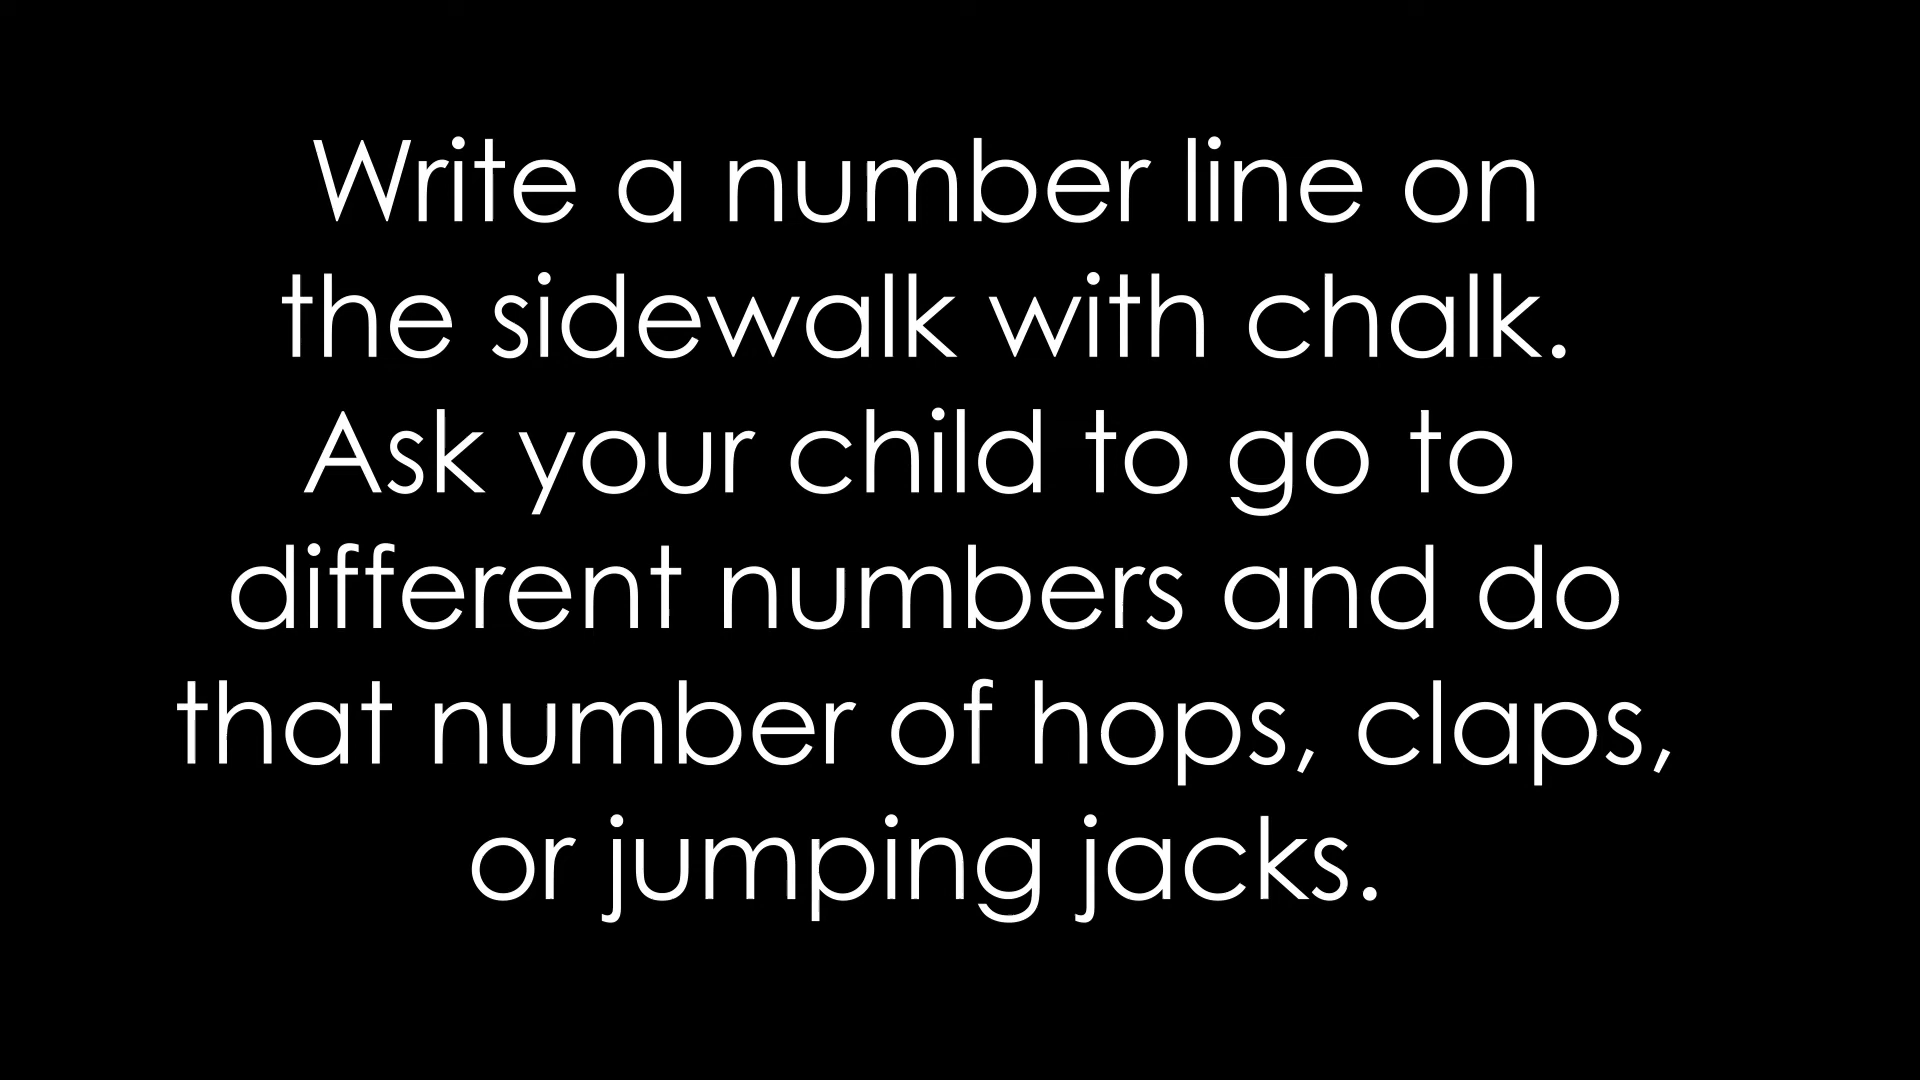 Write a number line on
the sidewalk with chalk.
Ask your child to go to
different numbers and do
that number of hops, claps,
or jumping jacks.